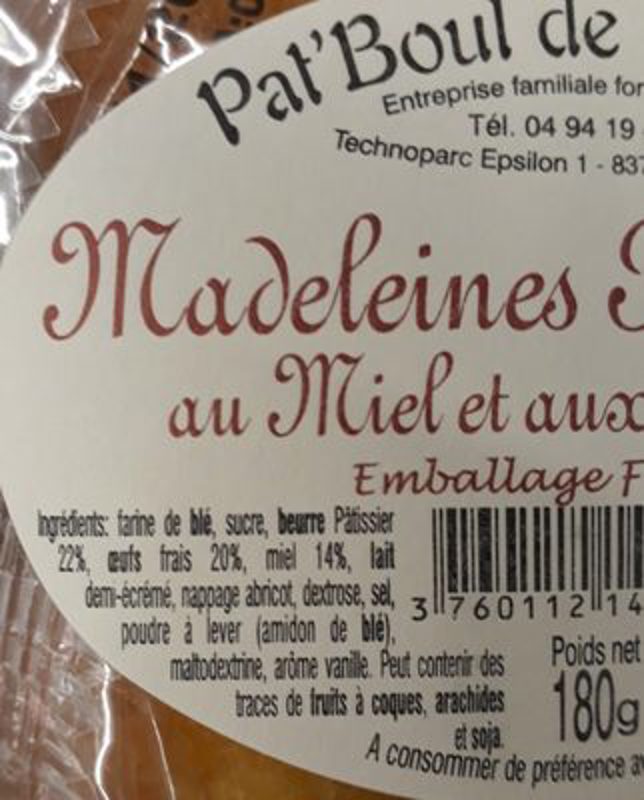 Pat'Boul de
Entreprise familiale
Tél. 04 94 19
Technoparc Epsilon 1 - 837
Madeleines
au Miel et aux
Emballage F
Ingrédients: farine de blé, sucre, beurre Pâtissier
22%, œufs frais 20%, miel 14%, lait
demi-écrémé, nappage abricot, dextrose, sel,
poudre à lever (amidon de blé),
maltodextrine, arôme vanille. Peut contenir des
traces de fruits à coques, arachides
et soja.
3 760112 14
Poids net
180g
A consommer de préférence av